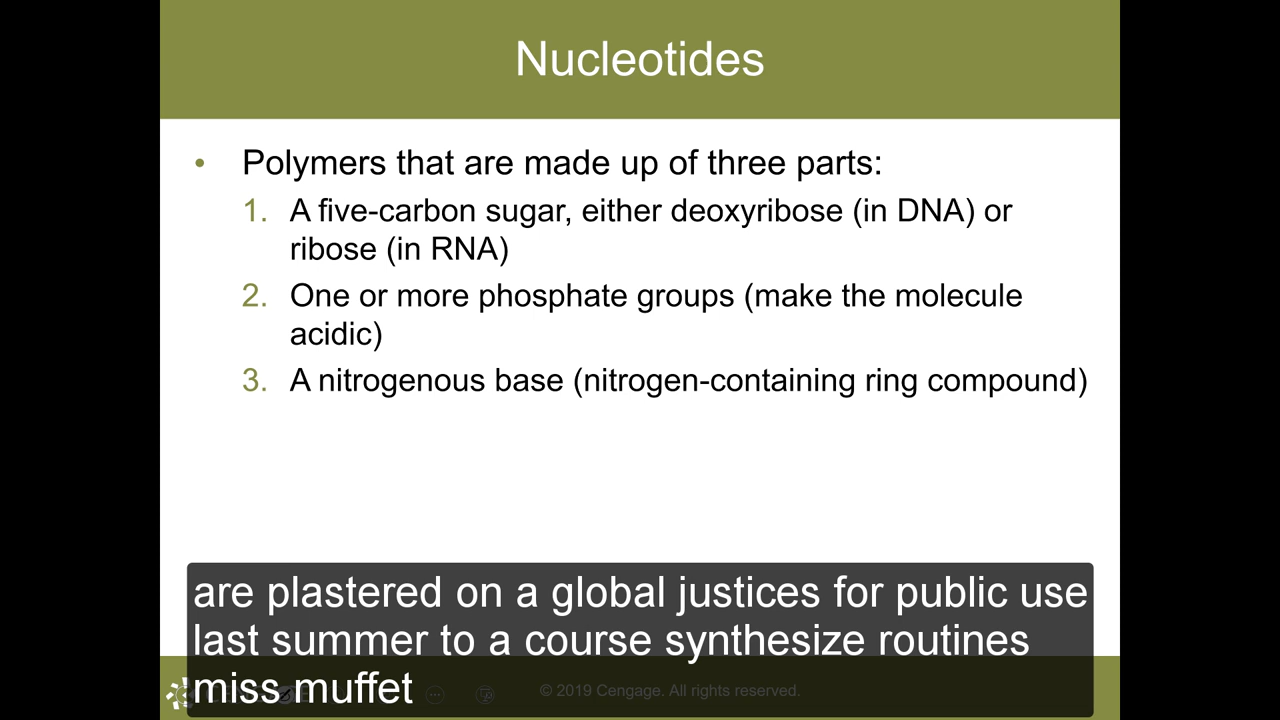 Nucleotides
• Polymers that are made up of three parts:
1. A five-carbon sugar, either deoxyribose (in DNA) or
ribose (in RNA)
2. One or more phosphate groups (make the molecule
acidic)
3. A nitrogenous base (nitrogen-containing ring compound)
are plastered on a global justices for public use
last summer to a course synthesize routines
miss muffet
© 2019 Cengage. All rights reserved.